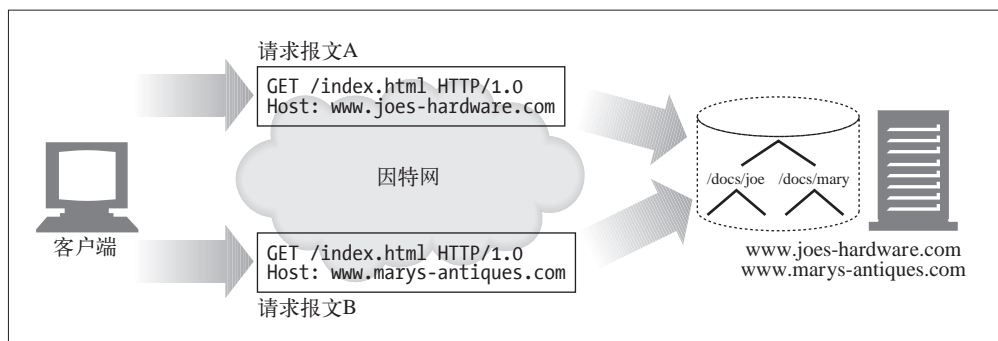 请求报文A
GET /index.html HTTP/1.0
Host: www.joes-hardware.com
因特网
/docs/joe /docs/mary
客户端
GET /index.html HTTP/1.0
Host: www.marys-antiques.com
请求报文B
www.joes-hardware.com
www.marys-antiques.com